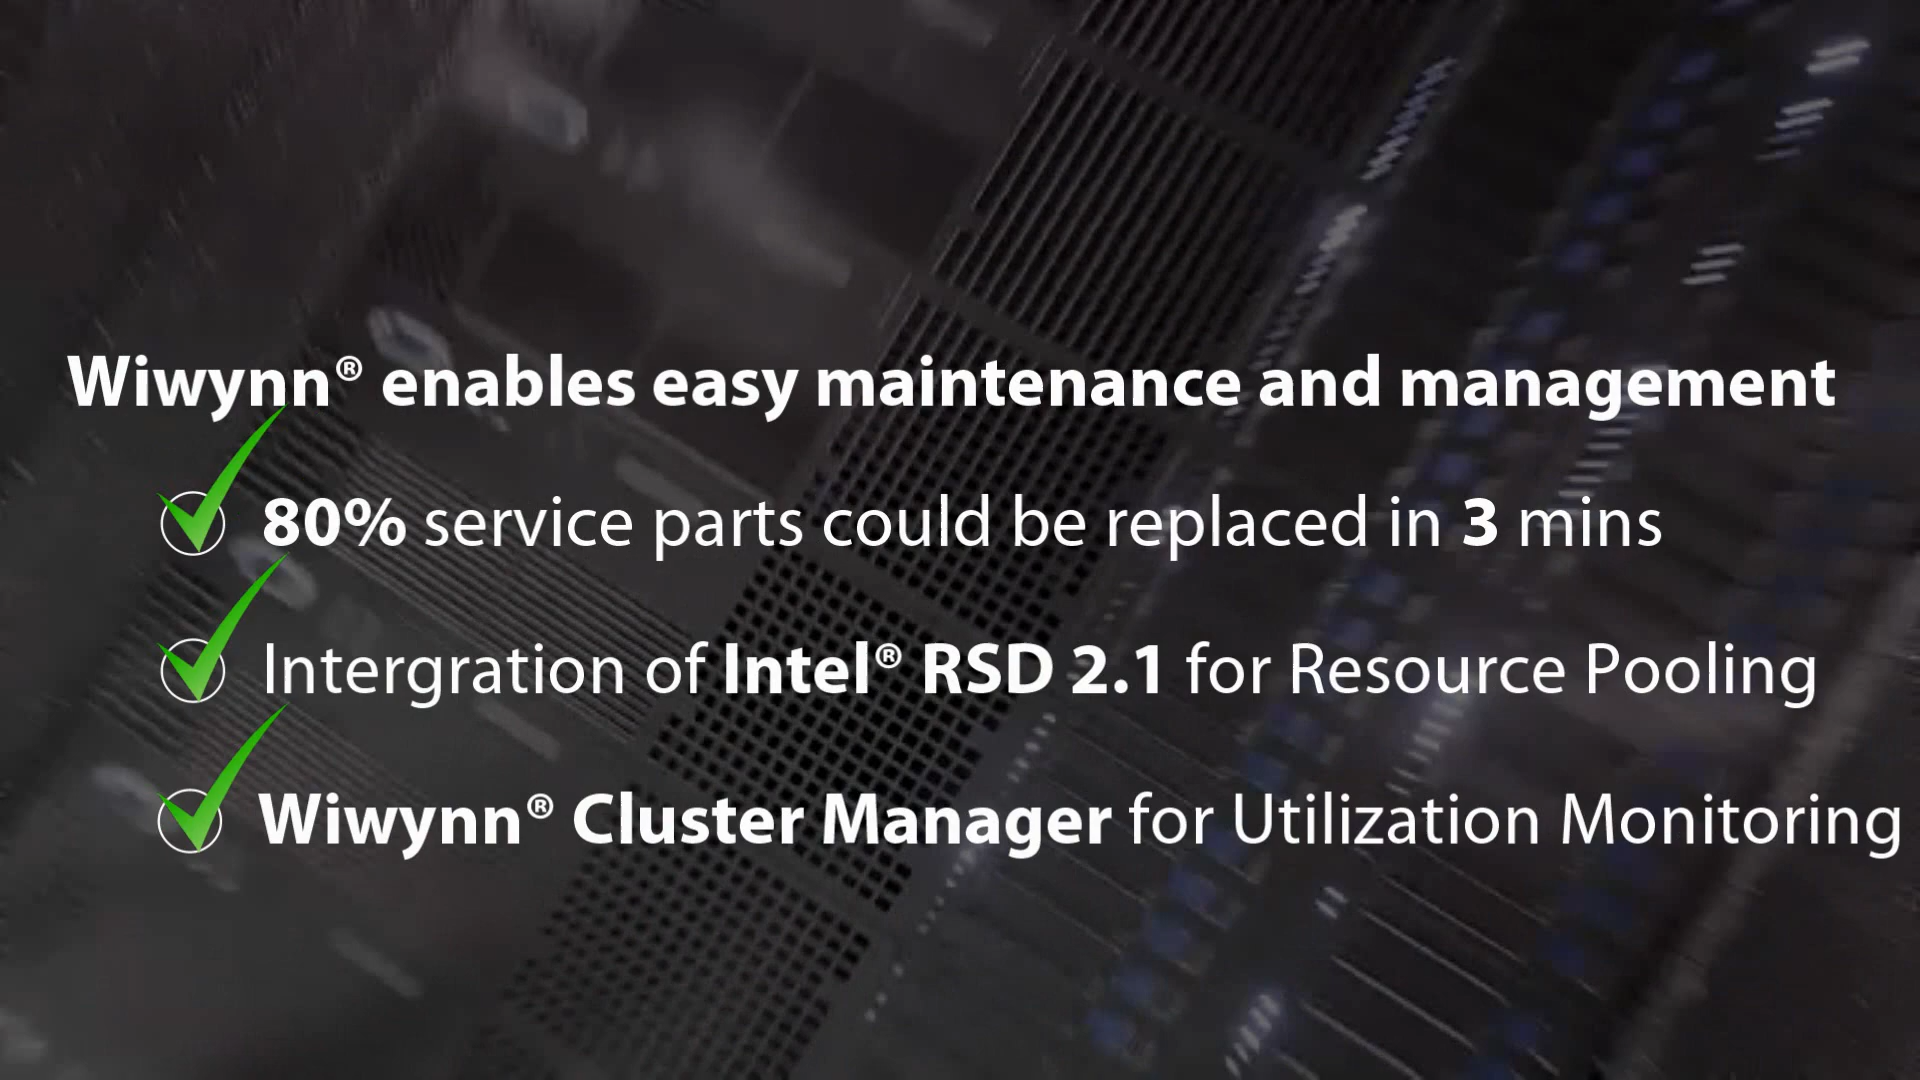 Wiwynn® enables easy maintenance and management
80% service parts could be replaced in 3 mins
Intergration of Intel® RSD 2.1 for Resource Pooling
Wiwynn® Cluster Manager for Utilization Monitoring